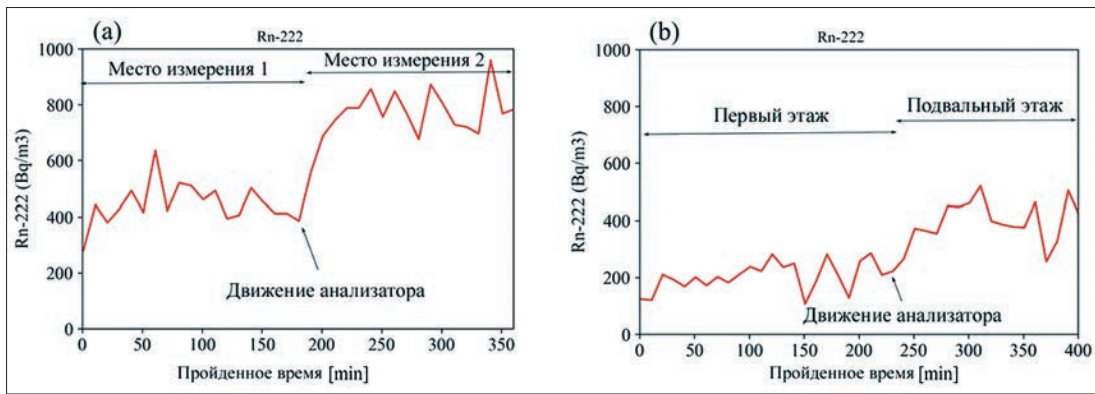 (a)
Rn-222
Место измерения 1
Место измерения 2
Движение анализатора
Rn-222 (Bq/m3)
1000
800
600
400
200
0
0 50 100 150 200 250 300 350
Пройденное время [min]
(b)
Rn-222
Первый этаж
Подвальный этаж
Движение анализатора
Rn-222 (Bq/m3)
1000
800
600
400
200
0
0 50 100 150 200 250 300 350 400
Пройденное время [min]